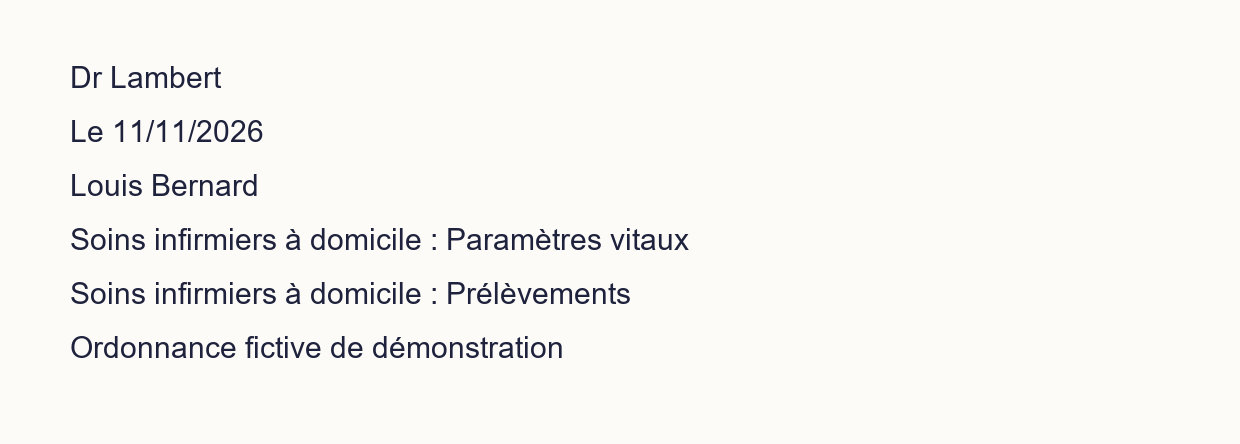 Dr Lambert
Le 11/11/2026
Louis Bernard
Soins infirmiers à domicile : Paramètres vitaux
Soins infirmiers à domicile : Prélèvements
Ordonnance fictive de démonstration